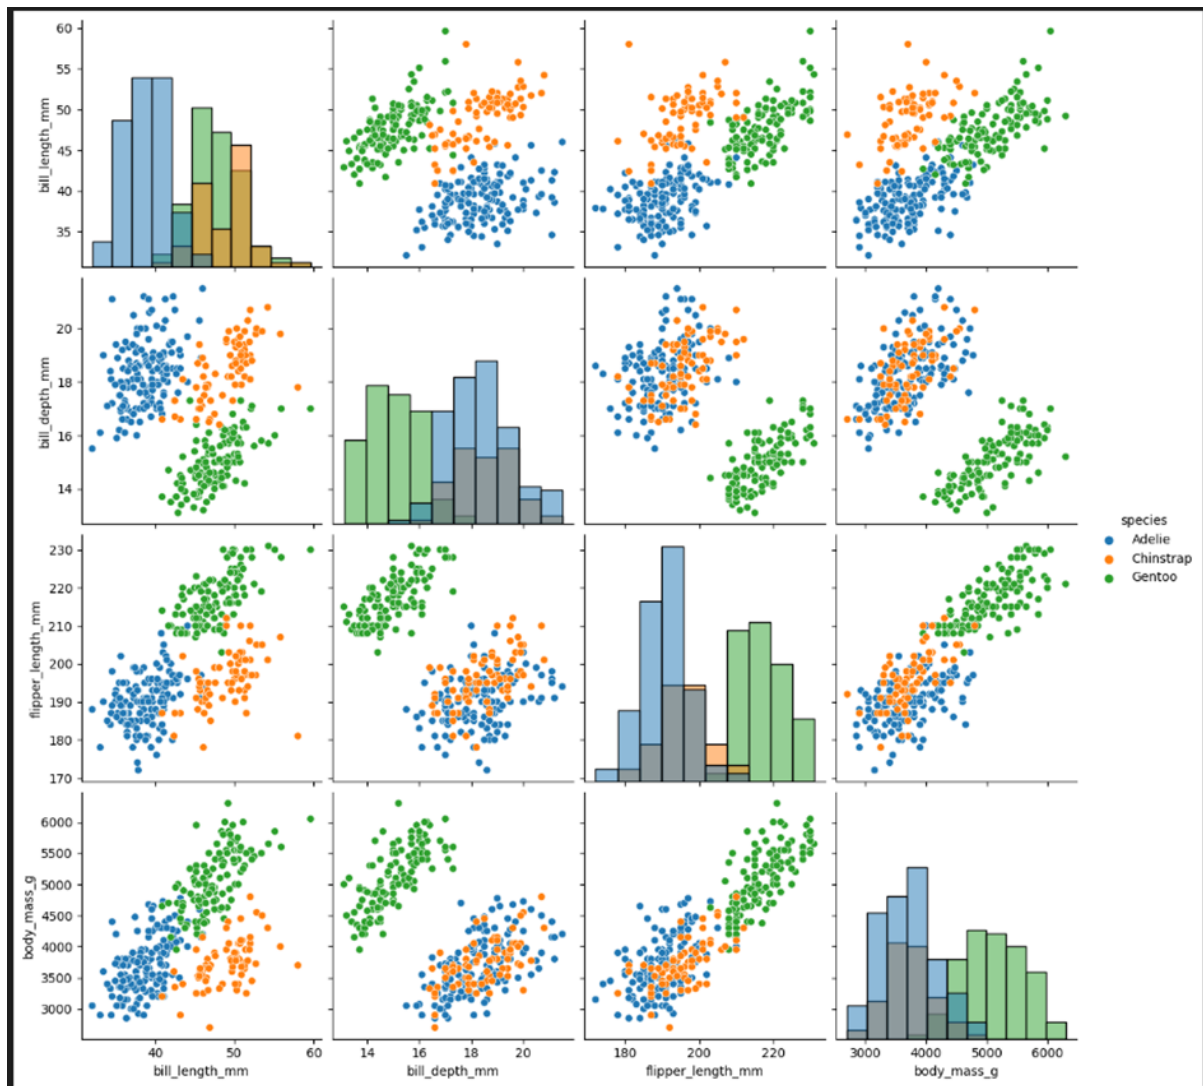 60
55
50
45
40
35
bill_length_mm
20
18
16
14
bill_depth_mm
species
Adelie
Chinstrap
Gentoo
230
220
210
200
190
180
170
flipper_length_mm
6000
5500
5000
4500
4000
3500
3000
body_mass_g
40 50 60
bill_length_mm
14 16 18 20
bill_depth_mm
180 200 220
flipper_length_mm
3000 4000 5000 6000
body_mass_g